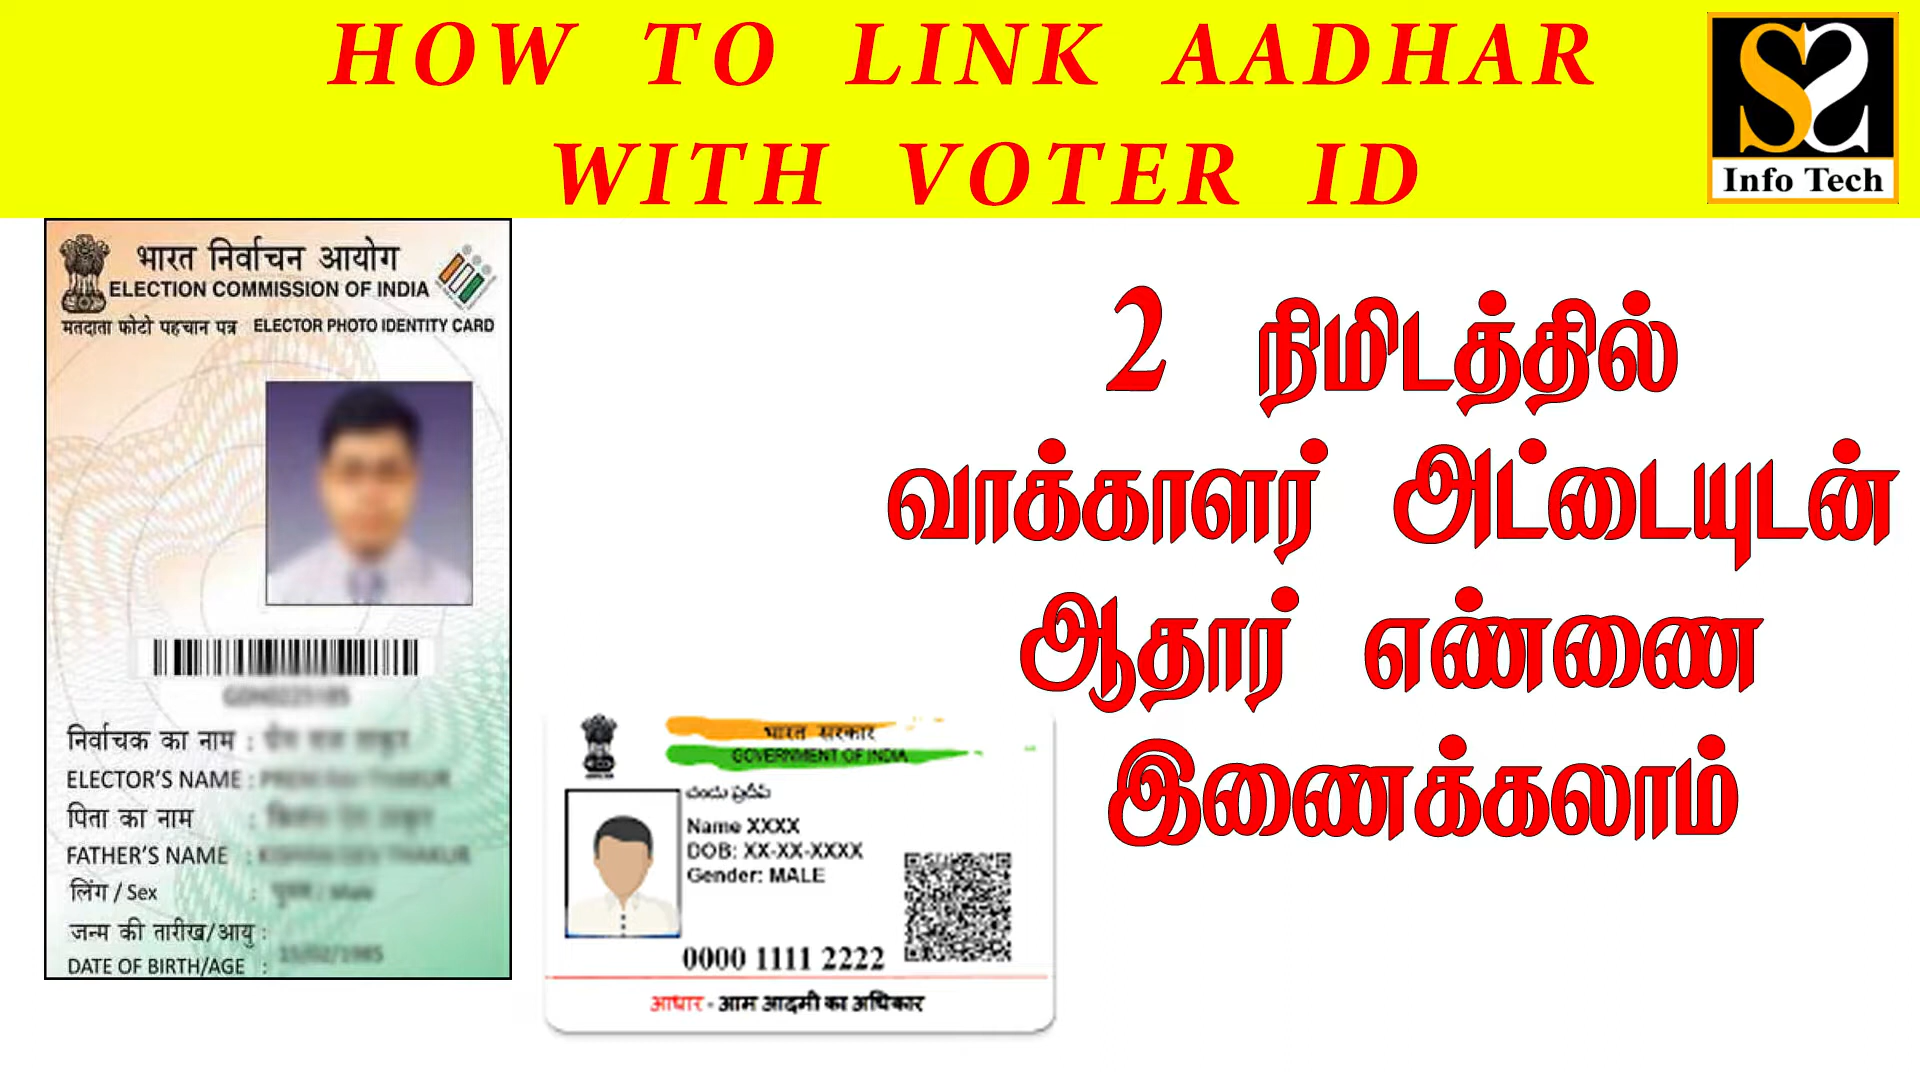 HOW TO LINK AADHAR
WITH VOTER ID
SS
Info Tech
भारत निर्वाचन आयोग
ELECTION COMMISSION OF INDIA
मतदाता फोटो पहचान पत्र ELECTOR PHOTO IDENTITY CARD
निर्वाचक का नाम :
ELECTOR'S NAME :
पिता का नाम :
FATHER'S NAME :
लिंग / Sex :
जन्म की तारीख/आयु :
DATE OF BIRTH/AGE :
2 நிமிடத்தில்
வாக்காளர் அட்டையுடன்
ஆதார் எண்ணை
இணைக்கலாம்
भारत सरकार
GOVERNMENT OF INDIA
చందు ప్రదీప్
Name XXXX
DOB: XX-XX-XXXX
Gender: MALE
0000 1111 2222
आधार - आम आदमी का अधिकार